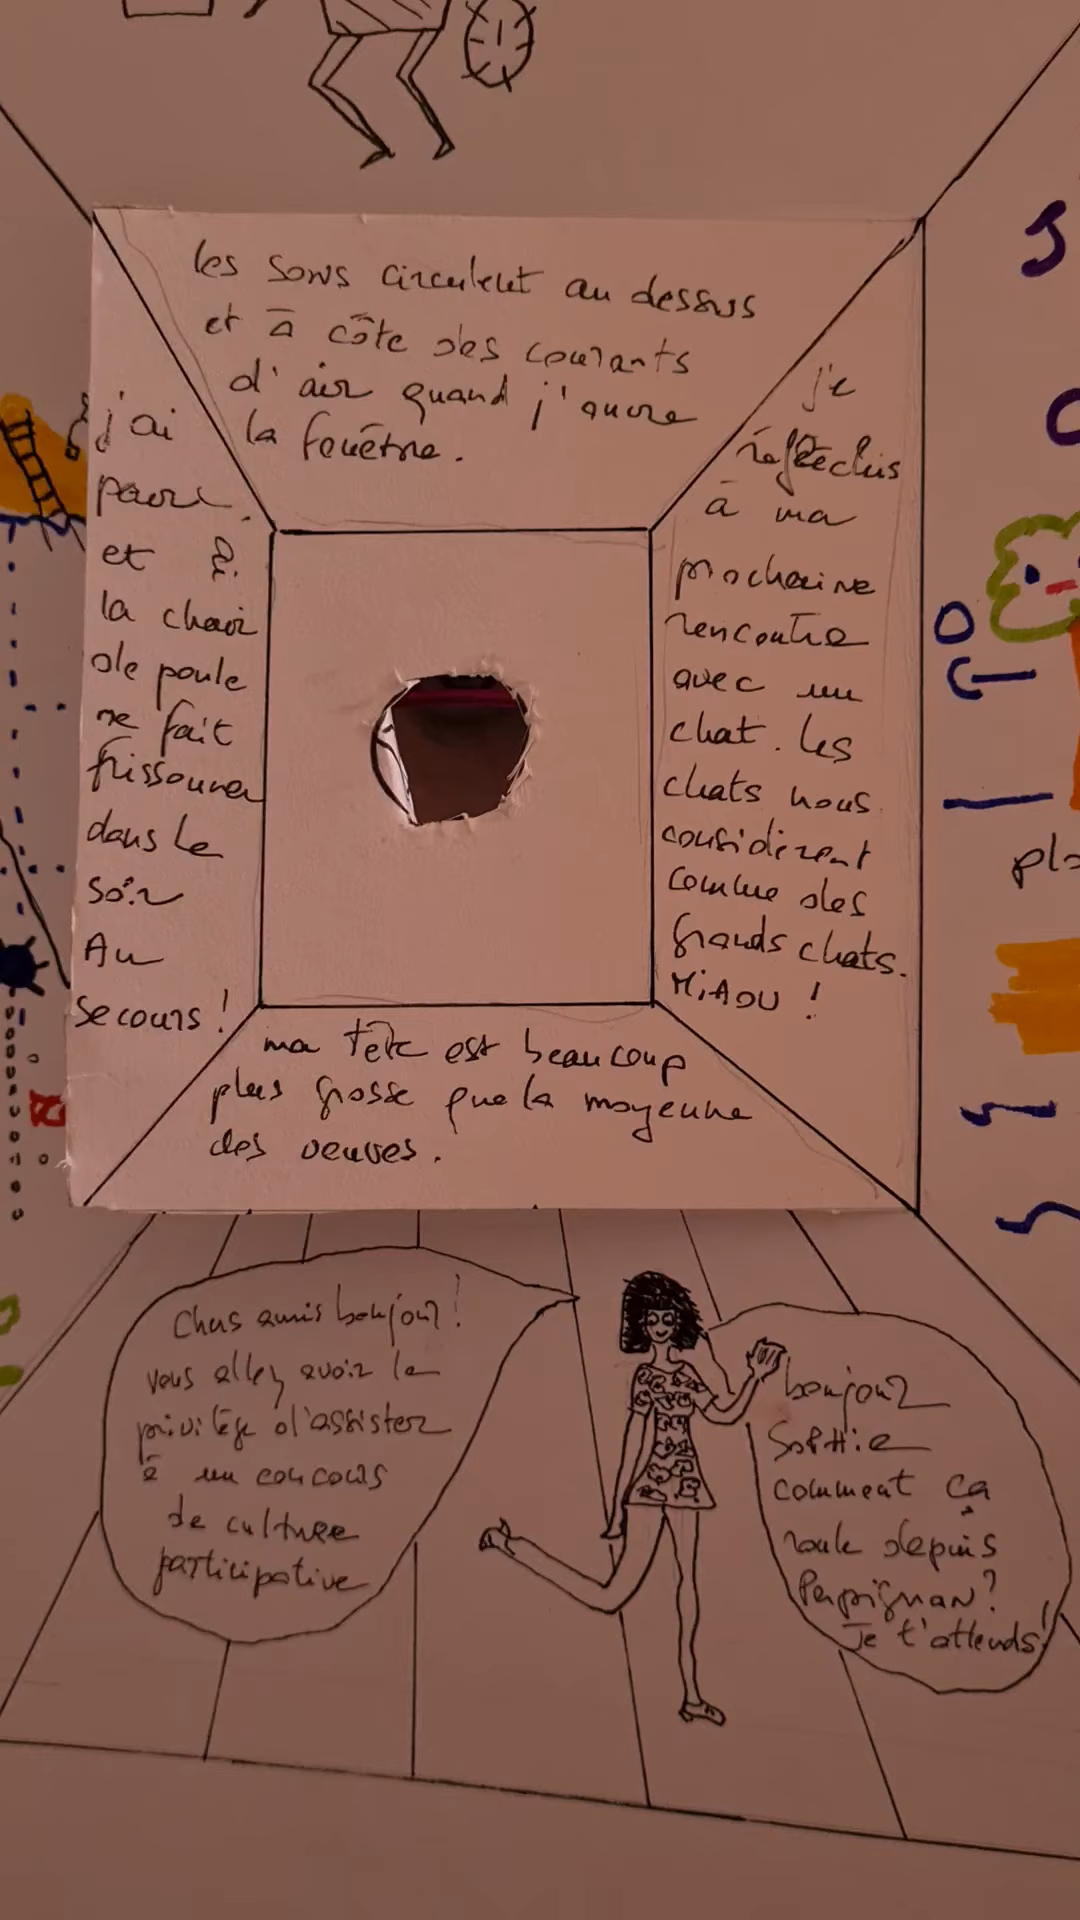 les sons circulent au dessus
et à côté des courants
d'air quand j'ouvre
la fenêtre.
j'ai
peur
et
la chair
de poule
me fait
frissonner
dans le
soir
Au
secours !
je
réfléchis
à ma
prochaine
rencontre
avec un
chat. les
chats nous
considèrent
comme des
grands chats.
MiAOU !
ma tête est beaucoup
plus grosse que la moyenne
des veuves.
Chers amis bonjour !
vous allez avoir le
privilège d'assister
à un concours
de culture
participative
bonjour
SOPHie
comment ça
roule depuis
Perpignan ?
Je t'attends !